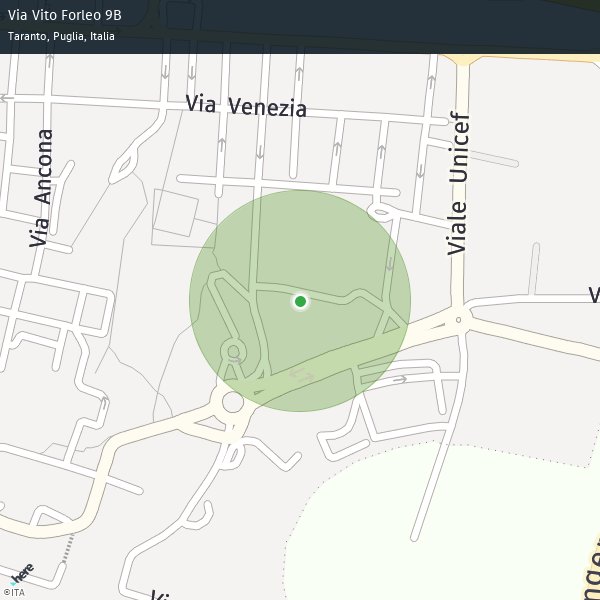 Via Vito Forleo 9B
Taranto, Puglia, Italia
Via Venezia
Via Ancona
Viale Unicef
here
©ITA